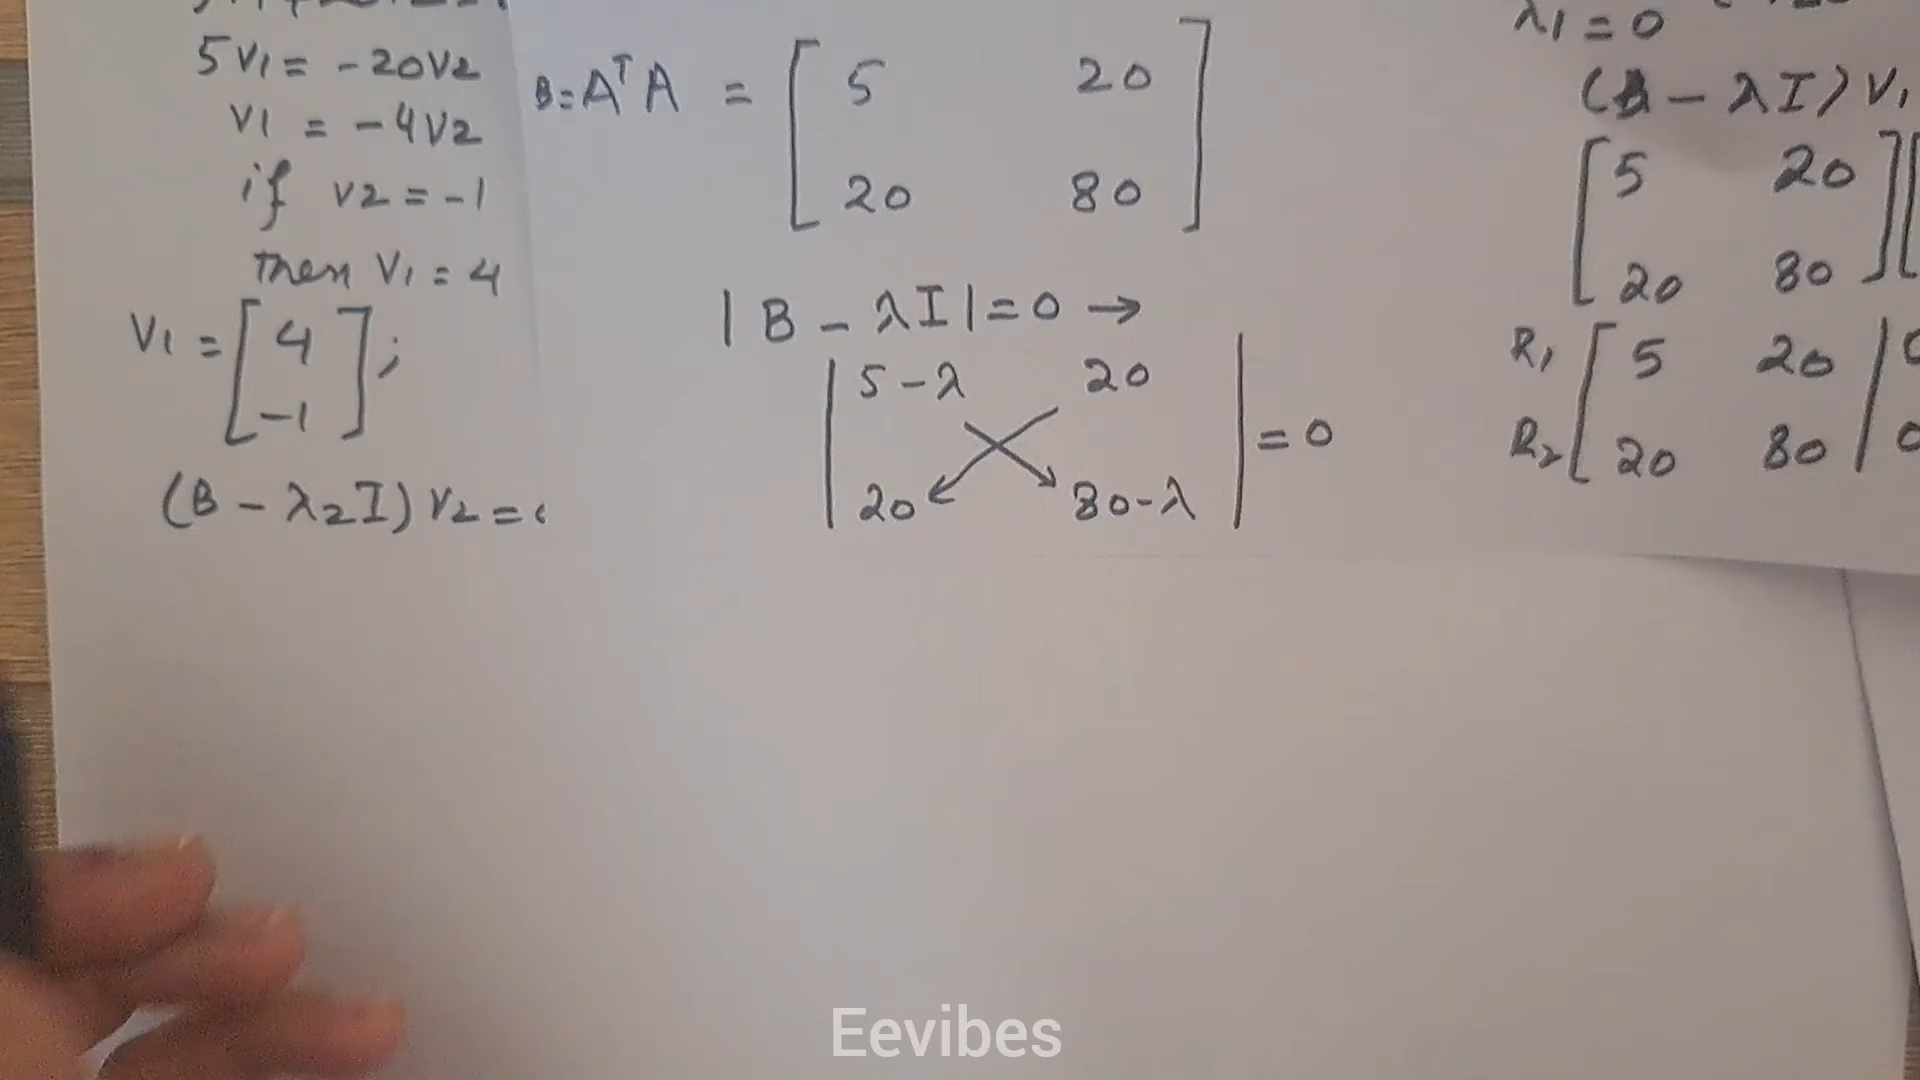 5V1 = -20V2
V1 = -4V2
if V2 = -1
then V1 = 4
V1 = [ 4
-1 ] ;
(B - λ2I) V2 =
B = AᵀA = [ 5 20
20 80 ]
| B - λI | = 0 →
| 5-λ 20
20 80-λ | = 0
λ1 = 0
(B - λI) V1
[ 5 20
20 80 ] [
R1 [ 5 20 | 0
R2 [ 20 80 | 0
Eevibes